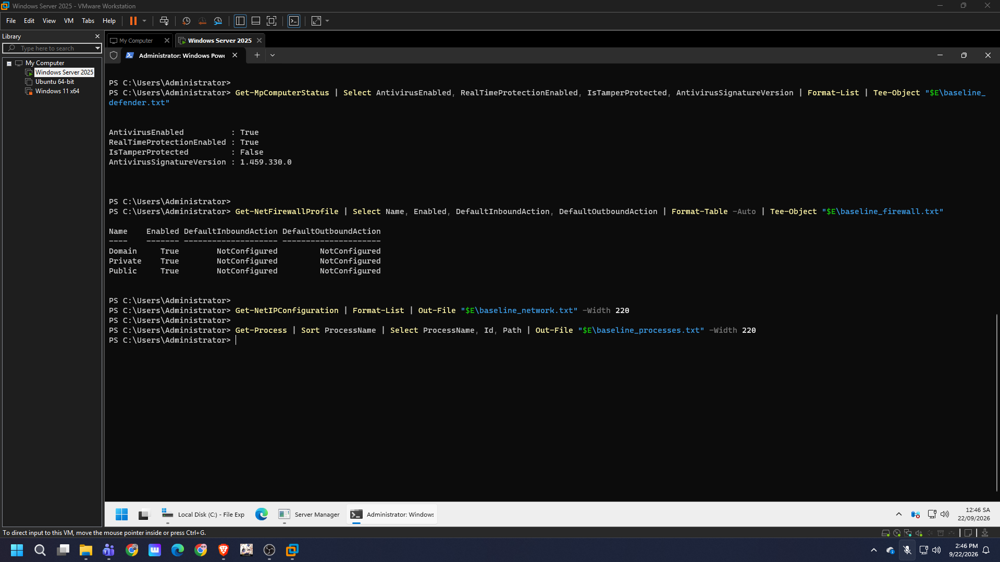 Windows Server 2025 - VMware Workstation
File Edit View VM Tabs Help
Library
Type here to search
My Computer
Windows Server 2025
Ubuntu 64-bit
Windows 11 x64
My Computer
Windows Server 2025
Administrator: Windows Powe
PS C:\Users\Administrator>
PS C:\Users\Administrator> Get-MpComputerStatus | Select AntivirusEnabled, RealTimeProtectionEnabled, IsTamperProtected, AntivirusSignatureVersion | Format-List | Tee-Object "$E\baseline_
defender.txt"
AntivirusEnabled : True
RealTimeProtectionEnabled : True
IsTamperProtected : False
AntivirusSignatureVersion : 1.459.330.0
PS C:\Users\Administrator>
PS C:\Users\Administrator> Get-NetFirewallProfile | Select Name, Enabled, DefaultInboundAction, DefaultOutboundAction | Format-Table -Auto | Tee-Object "$E\baseline_firewall.txt"
Name Enabled DefaultInboundAction DefaultOutboundAction
---- ------- -------------------- ---------------------
Domain True NotConfigured NotConfigured
Private True NotConfigured NotConfigured
Public True NotConfigured NotConfigured
PS C:\Users\Administrator>
PS C:\Users\Administrator> Get-NetIPConfiguration | Format-List | Out-File "$E\baseline_network.txt" -Width 220
PS C:\Users\Administrator>
PS C:\Users\Administrator> Get-Process | Sort ProcessName | Select ProcessName, Id, Path | Out-File "$E\baseline_processes.txt" -Width 220
PS C:\Users\Administrator>
Local Disk (C:) - File Exp
Server Manager
Administrator: Windows
12:46 SA
22/09/2026
To direct input to this VM, move the mouse pointer inside or press Ctrl+G.
2:46 PM
9/22/2026